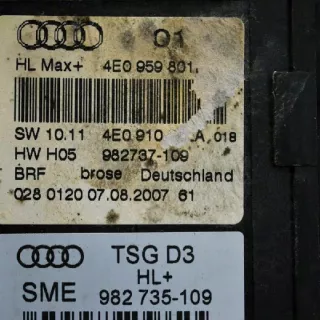 01
HL Max+ 4E0 959 801
SW 10.11 4E0 910 A 018
HW H05 982737-109
BRF brose Deutschland
028 0120 07.08.2007 61
TSG D3
HL+
SME 982 735-109